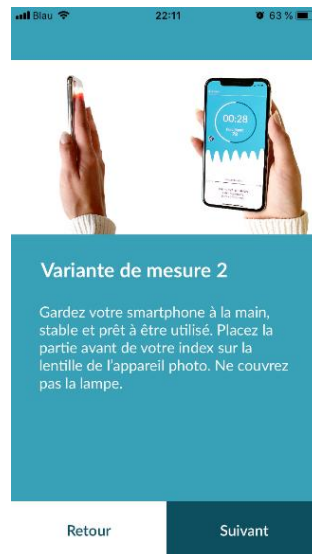 Blau 22:11 63 %
00:28
Variante de mesure 2
Gardez votre smartphone à la main,
stable et prêt à être utilisé. Placez la
partie avant de votre index sur la
lentille de l'appareil photo. Ne couvrez
pas la lampe.
Retour Suivant